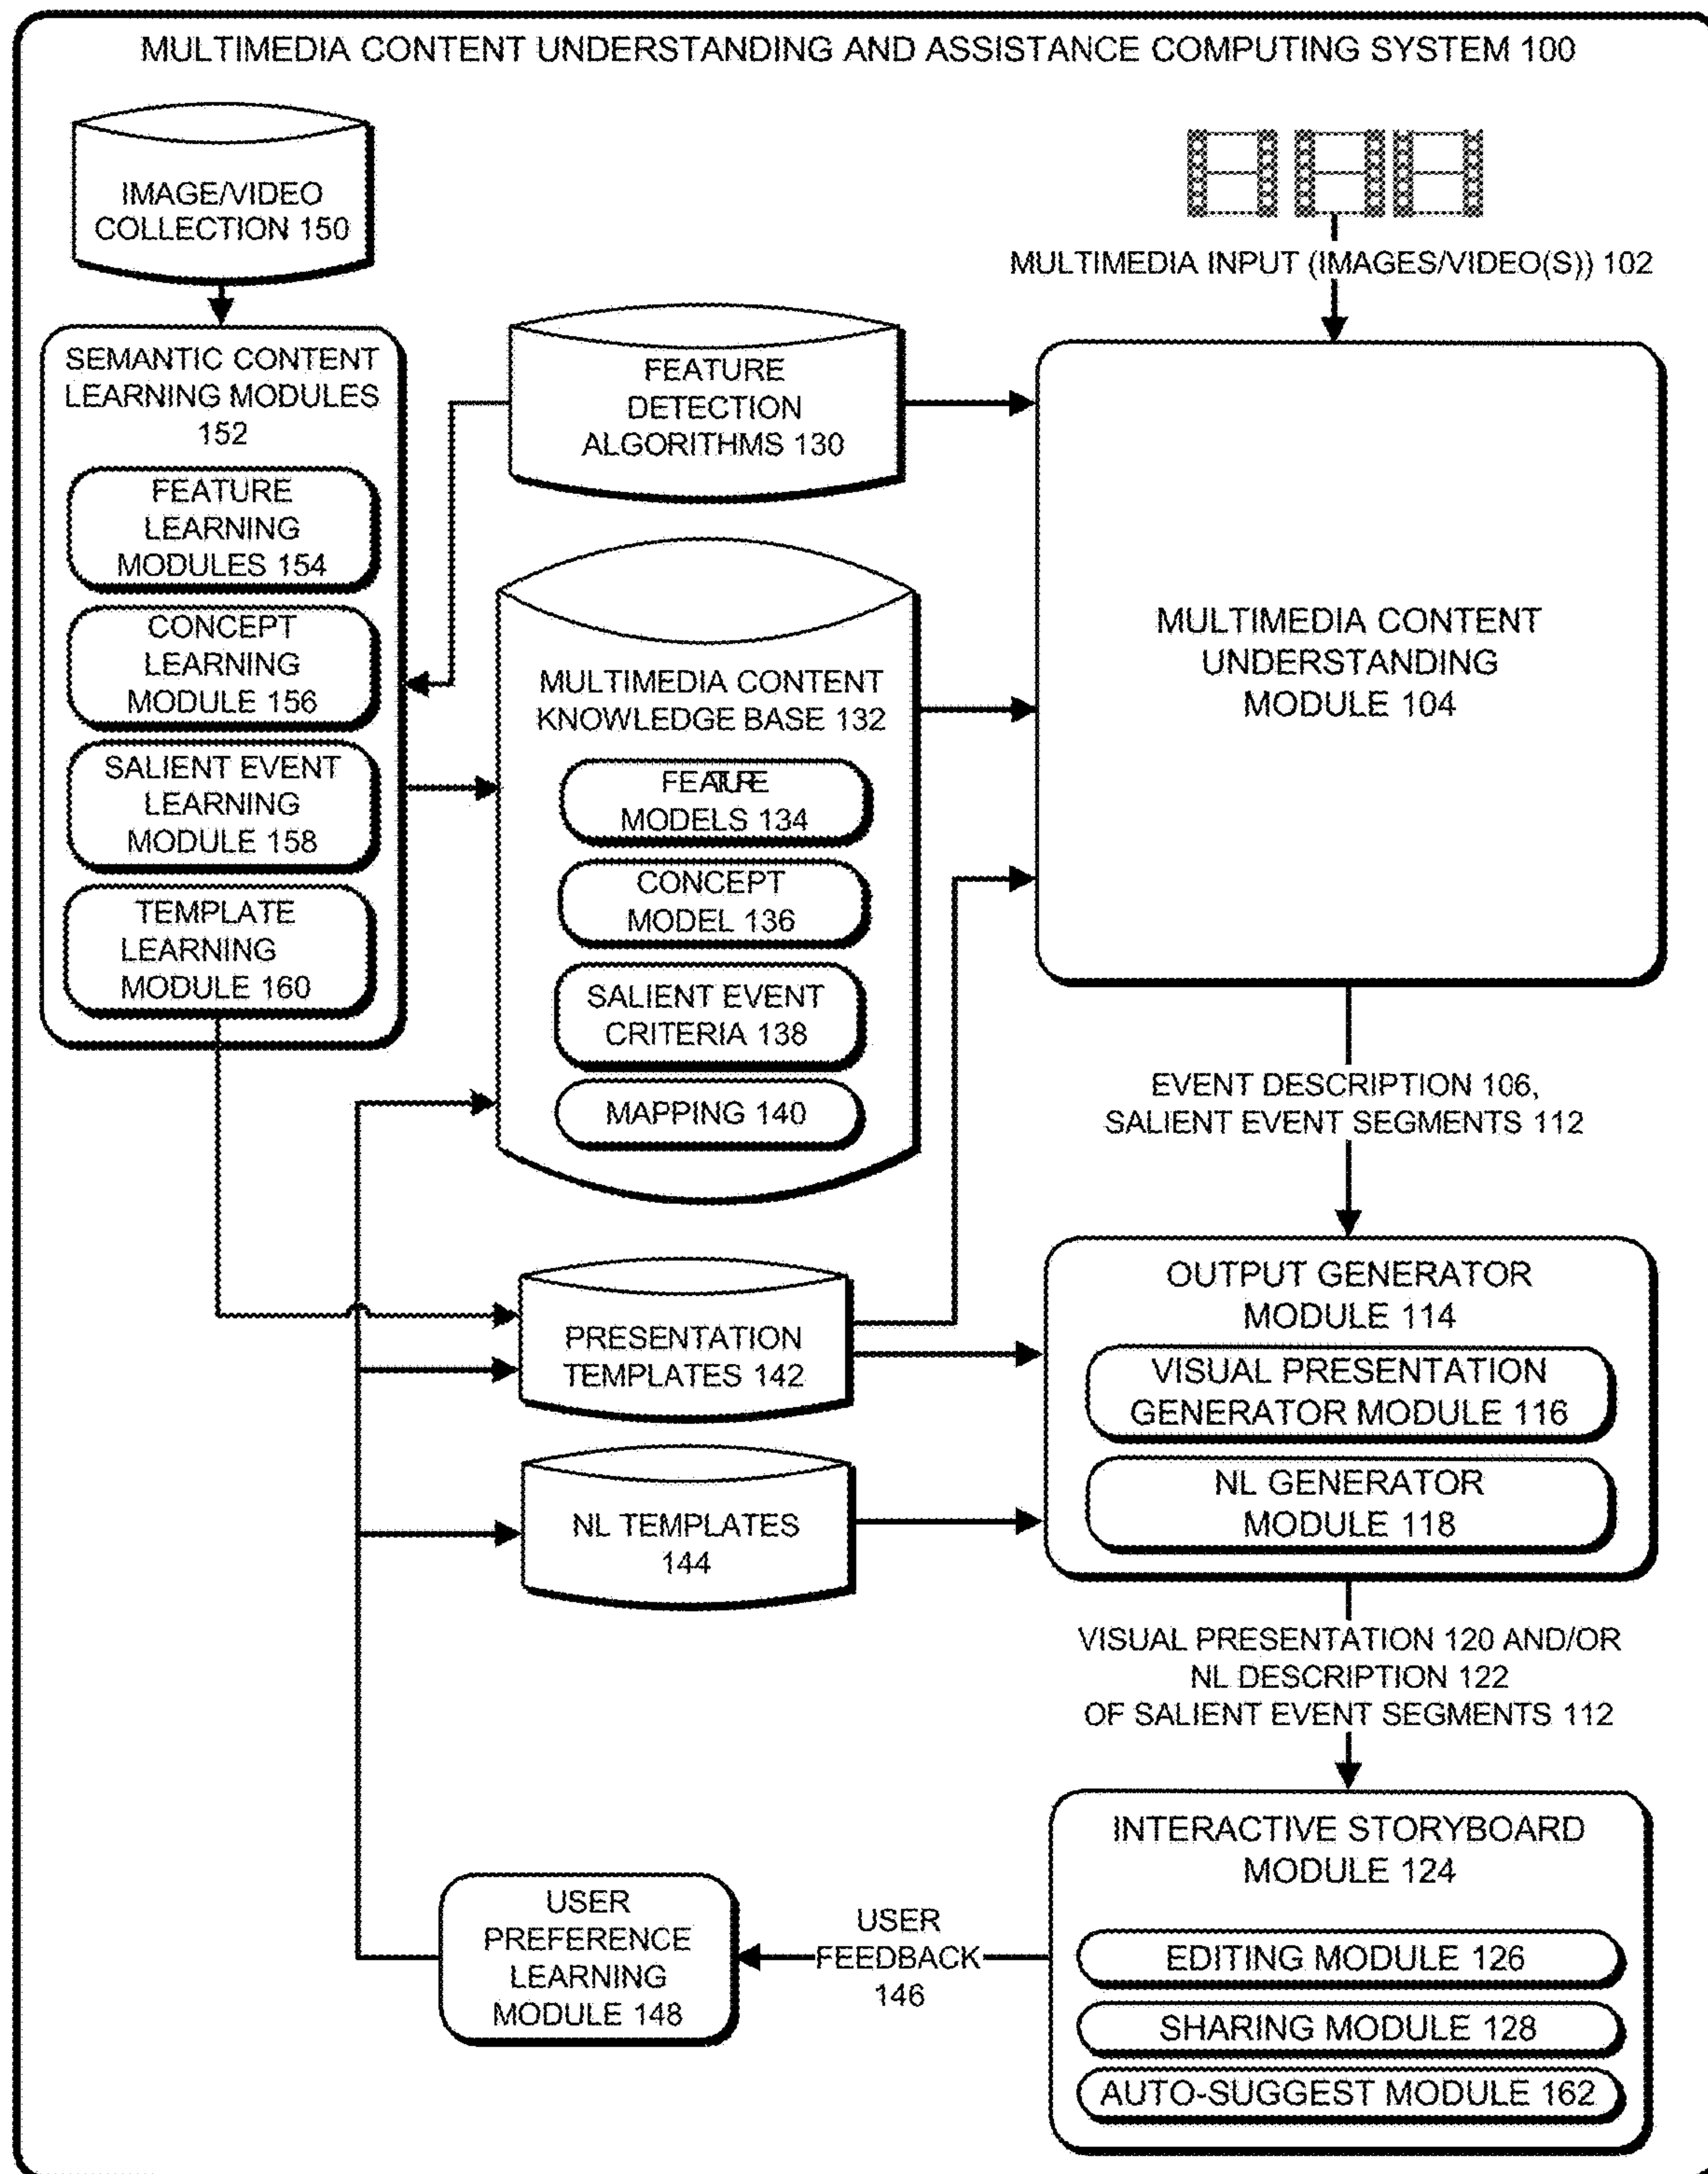 MULTIMEDIA CONTENT UNDERSTANDING AND ASSISTANCE COMPUTING SYSTEM 100
IMAGE/VIDEO
COLLECTION 150
MULTIMEDIA INPUT (IMAGES/VIDEO(S)) 102
SEMANTIC CONTENT
LEARNING MODULES
152
FEATURE
LEARNING
MODULES 154
CONCEPT
LEARNING
MODULE 156
SALIENT EVENT
LEARNING
MODULE 158
TEMPLATE
LEARNING
MODULE 160
FEATURE
DETECTION
ALGORITHMS 130
MULTIMEDIA CONTENT
KNOWLEDGE BASE 132
FEATURE
MODELS 134
CONCEPT
MODEL 136
SALIENT EVENT
CRITERIA 138
MAPPING 140
MULTIMEDIA CONTENT
UNDERSTANDING
MODULE 104
EVENT DESCRIPTION 106,
SALIENT EVENT SEGMENTS 112
PRESENTATION
TEMPLATES 142
NL TEMPLATES
144
OUTPUT GENERATOR
MODULE 114
VISUAL PRESENTATION
GENERATOR MODULE 116
NL GENERATOR
MODULE 118
VISUAL PRESENTATION 120 AND/OR
NL DESCRIPTION 122
OF SALIENT EVENT SEGMENTS 112
INTERACTIVE STORYBOARD
MODULE 124
EDITING MODULE 126
SHARING MODULE 128
AUTO-SUGGEST MODULE 162
USER
FEEDBACK
146
USER
PREFERENCE
LEARNING
MODULE 148